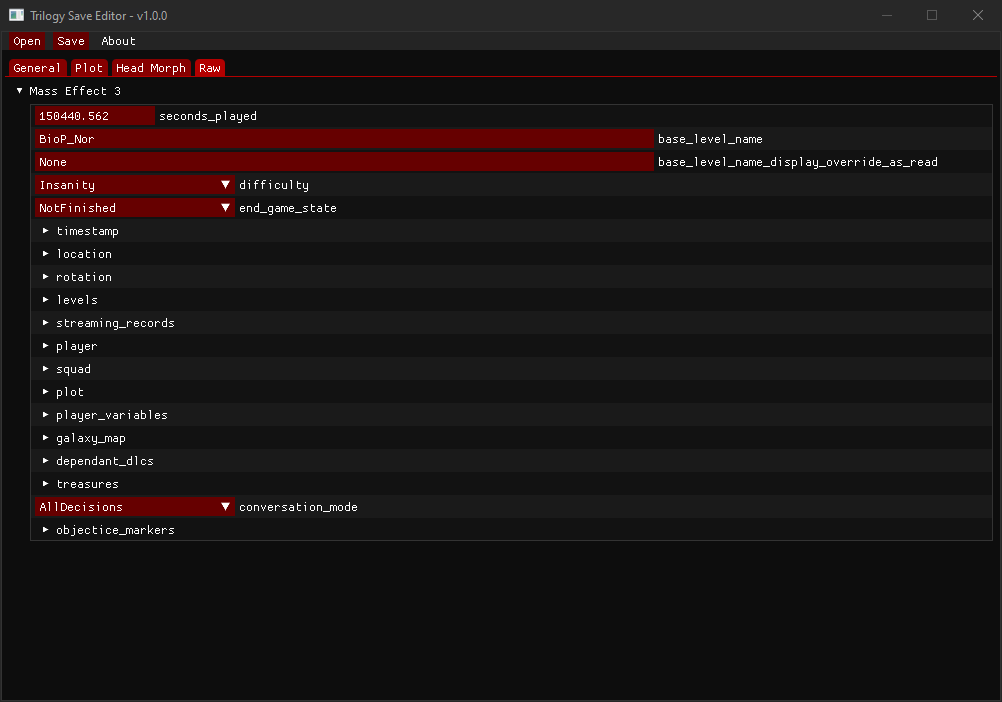 Trilogy Save Editor - v1.0.0
Open Save About
General Plot Head Morph Raw
Mass Effect 3
150440.562 seconds_played
BioP_Nor base_level_name
None base_level_name_display_override_as_read
Insanity difficulty
NotFinished end_game_state
timestamp
location
rotation
levels
streaming_records
player
squad
plot
player_variables
galaxy_map
dependant_dlcs
treasures
AllDecisions conversation_mode
objectice_markers